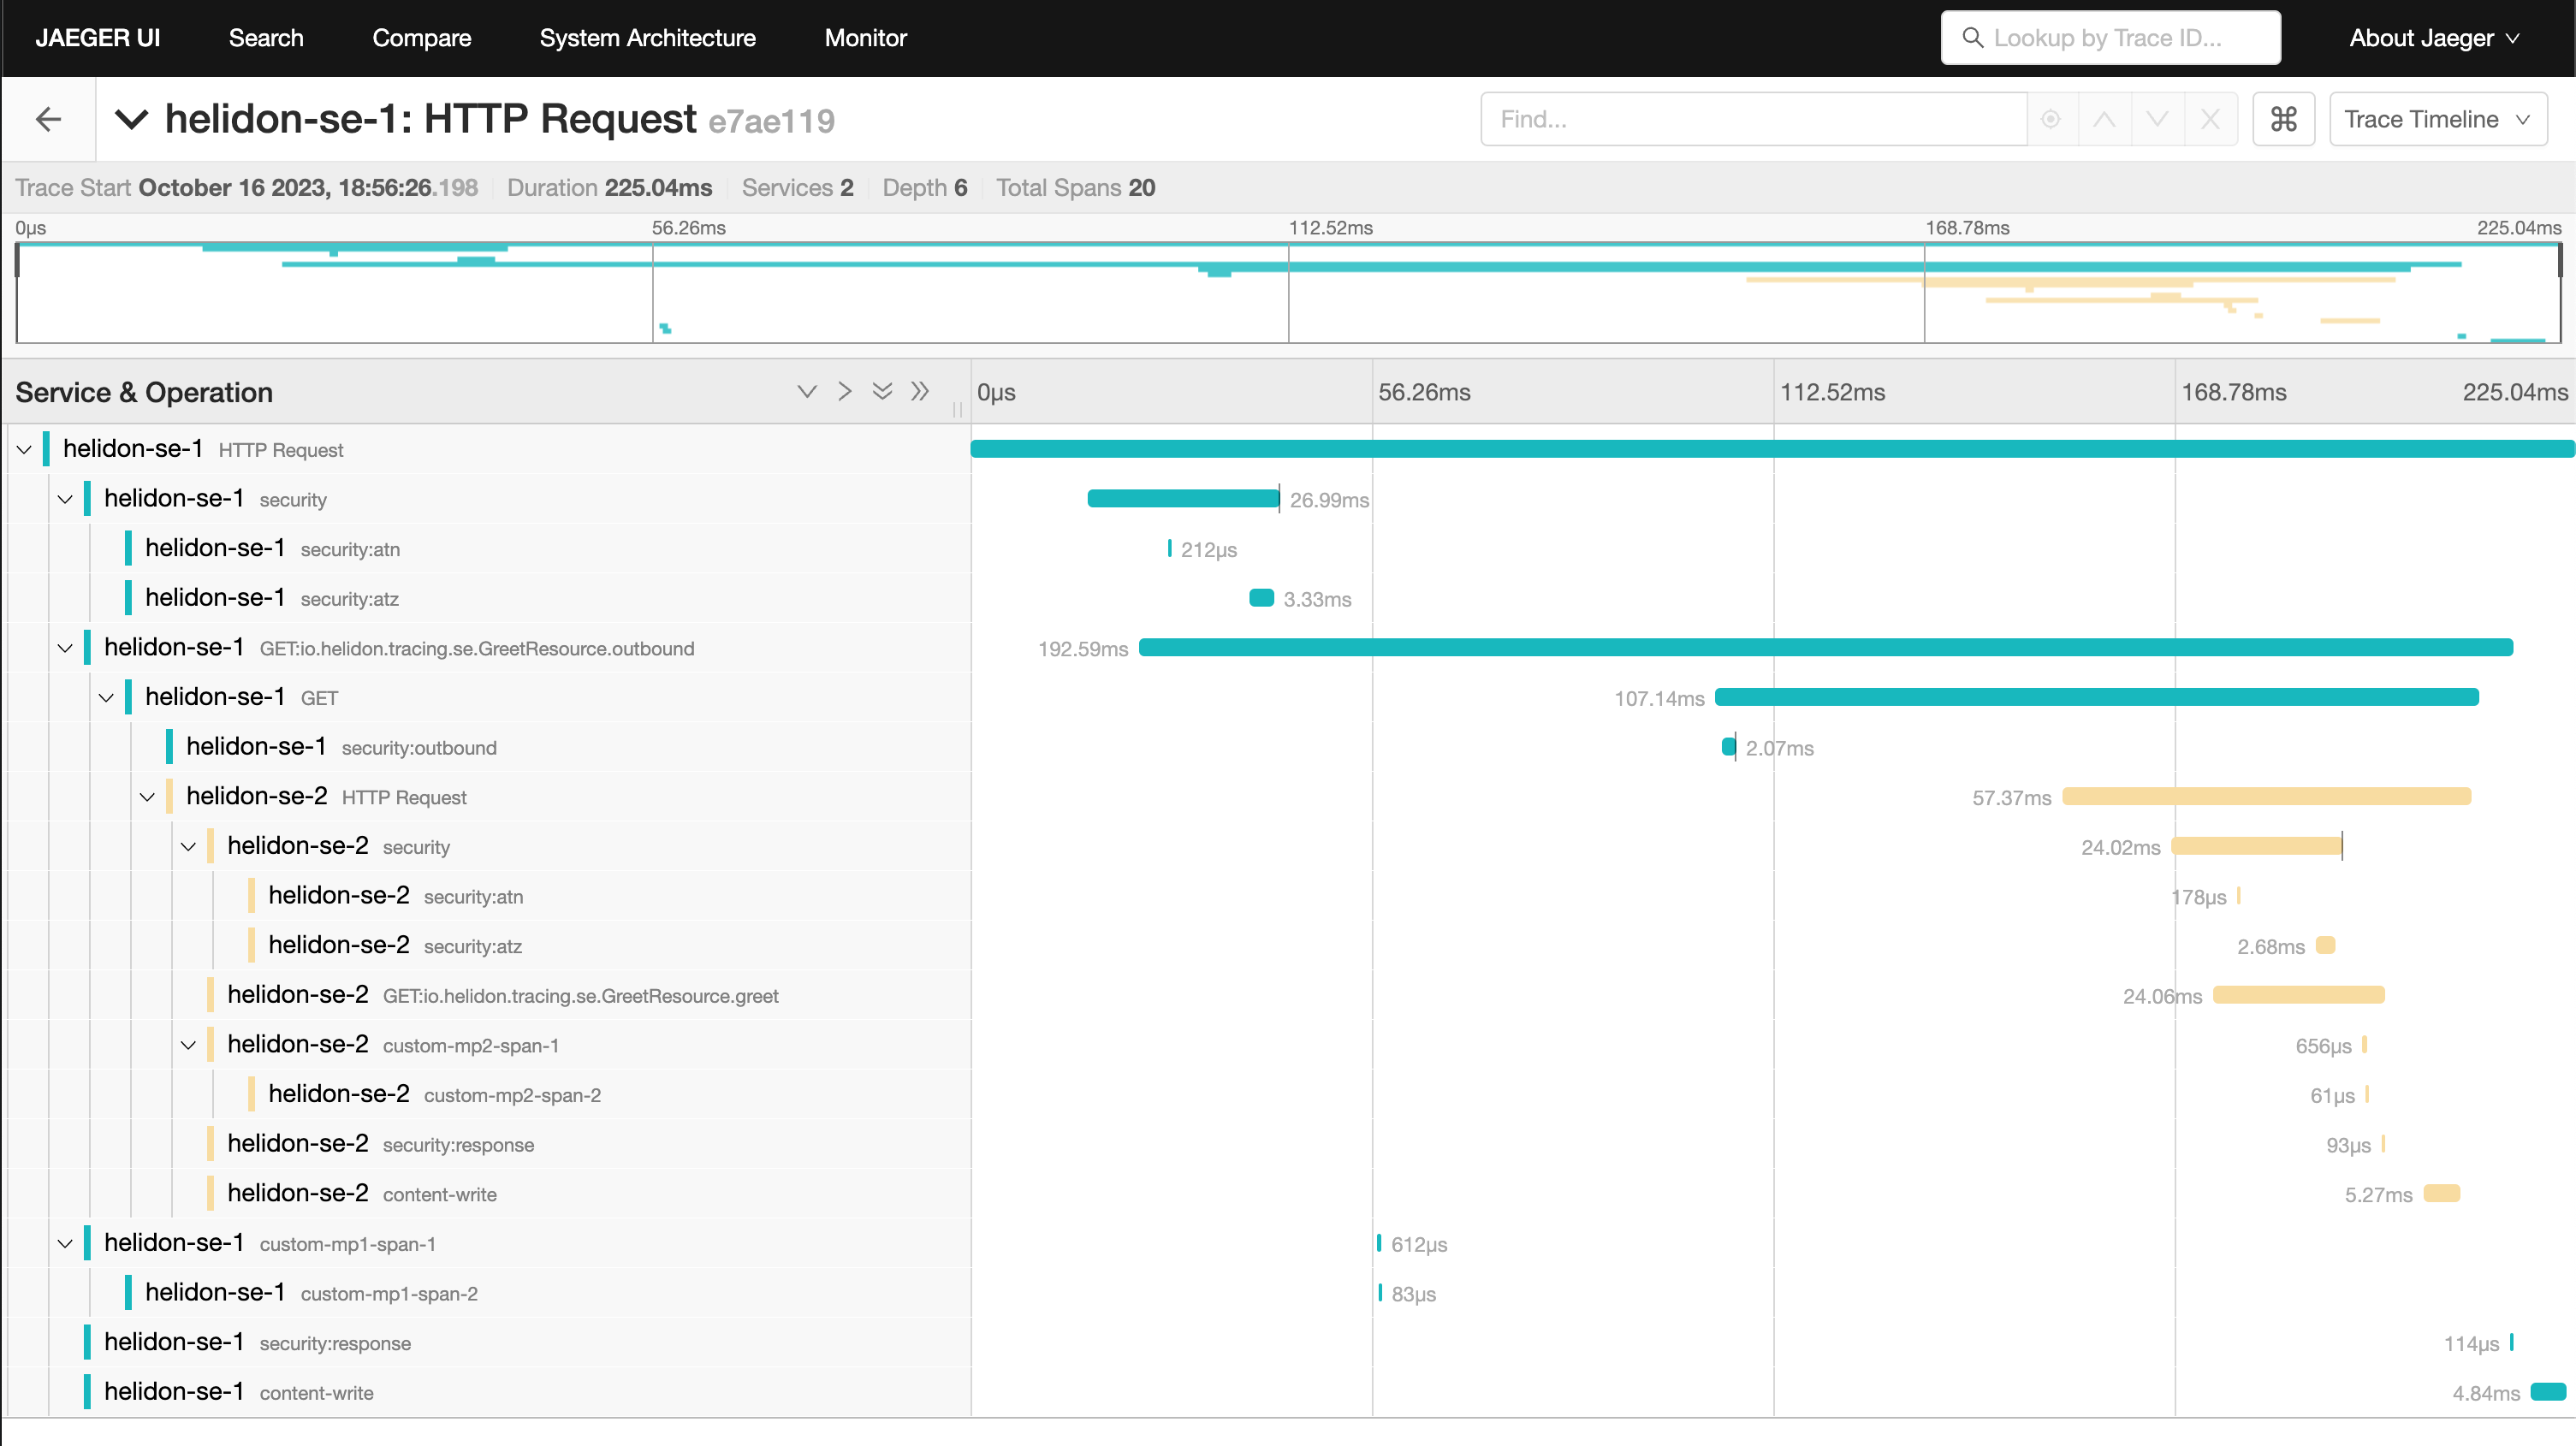 JAEGER UI Search Compare System Architecture Monitor Lookup by Trace ID... About Jaeger
helidon-se-1: HTTP Request e7ae119 Find... ⌘ Trace Timeline
Trace Start October 16 2023, 18:56:26.198 Duration 225.04ms Services 2 Depth 6 Total Spans 20
0μs 56.26ms 112.52ms 168.78ms 225.04ms
Service & Operation 0μs 56.26ms 112.52ms 168.78ms 225.04ms
helidon-se-1 HTTP Request
helidon-se-1 security 26.99ms
helidon-se-1 security:atn 212μs
helidon-se-1 security:atz 3.33ms
helidon-se-1 GET:io.helidon.tracing.se.GreetResource.outbound 192.59ms
helidon-se-1 GET 107.14ms
helidon-se-1 security:outbound 2.07ms
helidon-se-2 HTTP Request 57.37ms
helidon-se-2 security 24.02ms
helidon-se-2 security:atn 178μs
helidon-se-2 security:atz 2.68ms
helidon-se-2 GET:io.helidon.tracing.se.GreetResource.greet 24.06ms
helidon-se-2 custom-mp2-span-1 656μs
helidon-se-2 custom-mp2-span-2 61μs
helidon-se-2 security:response 93μs
helidon-se-2 content-write 5.27ms
helidon-se-1 custom-mp1-span-1 612μs
helidon-se-1 custom-mp1-span-2 83μs
helidon-se-1 security:response 114μs
helidon-se-1 content-write 4.84ms